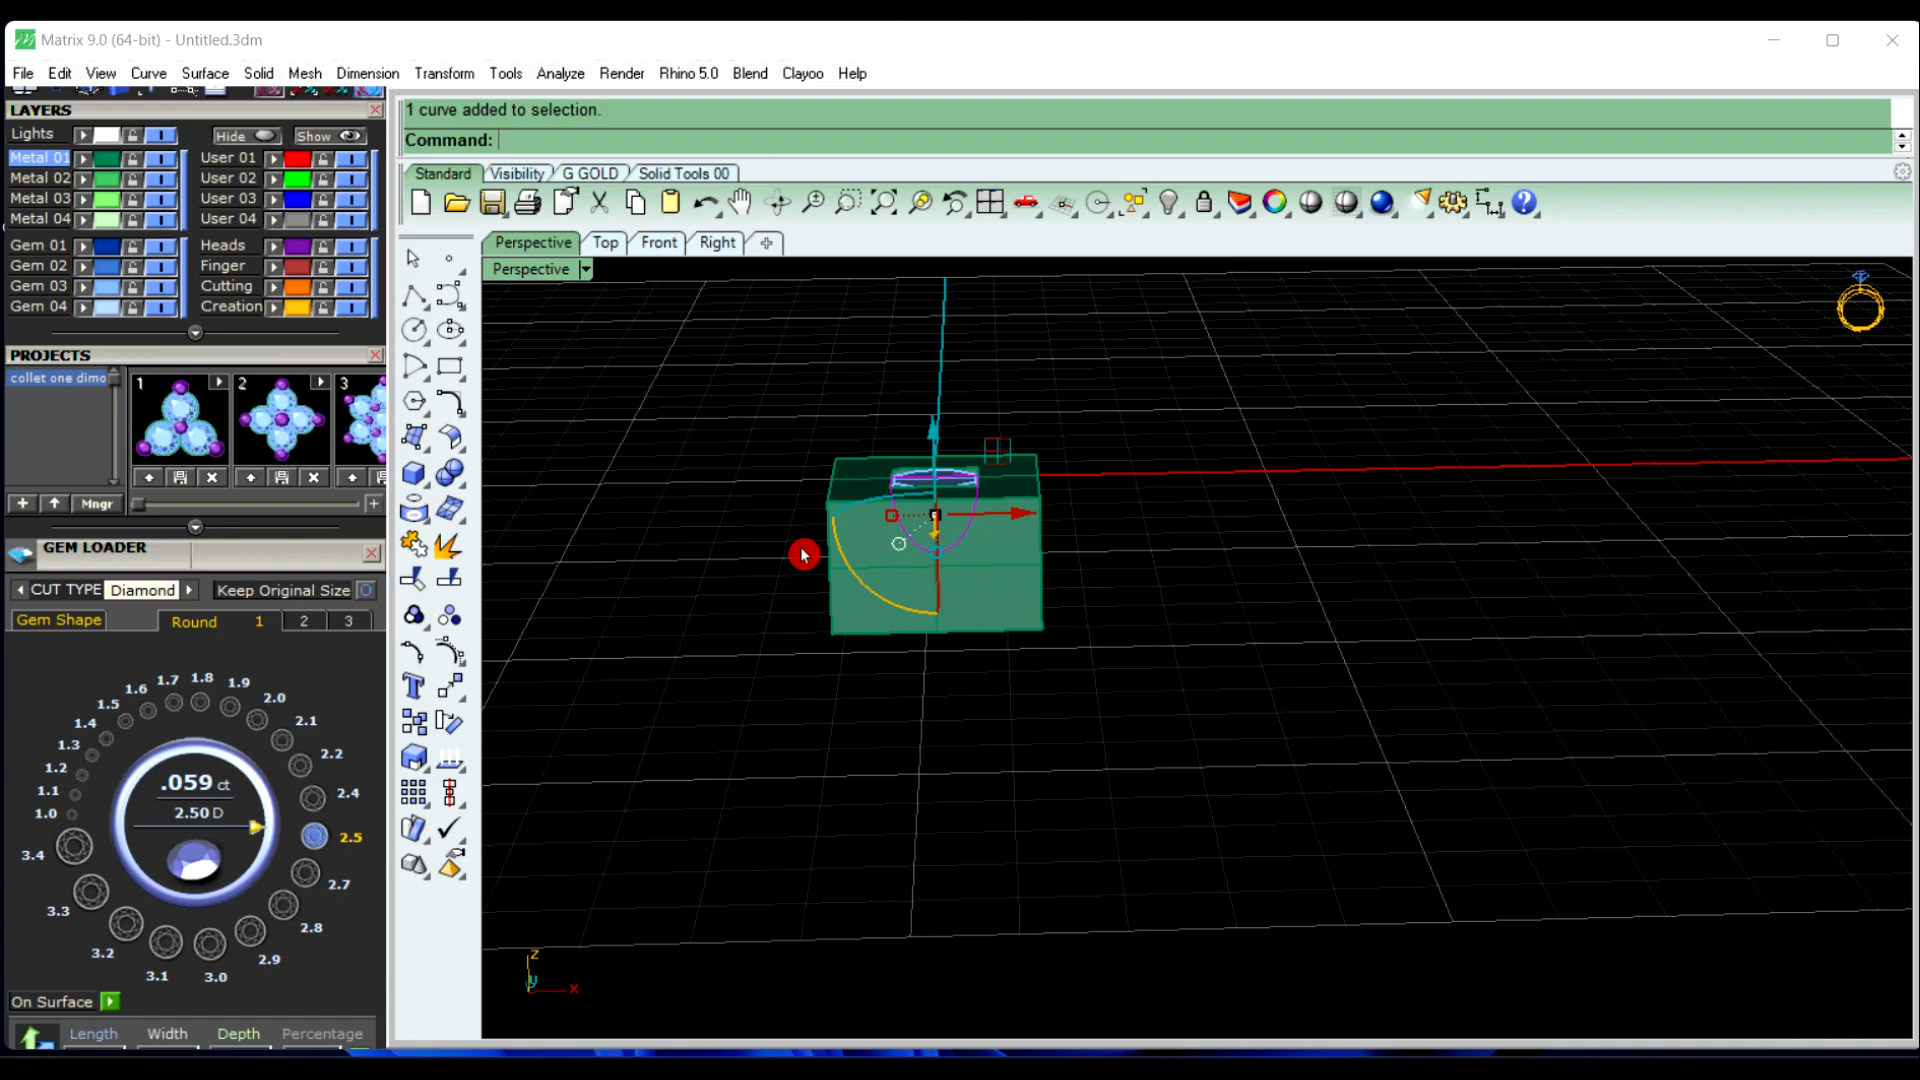 Matrix 9.0 (64-bit) - Untitled.3dm
File Edit View Curve Surface Solid Mesh Dimension Transform Tools Analyze Render Rhino 5.0 Blend Clayoo Help
LAYERS
Lights Hide Show
Metal 01 User 01
Metal 02 User 02
Metal 03 User 03
Metal 04 User 04
Gem 01 Heads
Gem 02 Finger
Gem 03 Cutting
Gem 04 Creation
PROJECTS
collet one dimo
1 2 3
Mngr
GEM LOADER
CUT TYPE Diamond Keep Original Size
Gem Shape Round 1 2 3
1.0
1.1
1.2
1.3
1.4
1.5
1.6
1.7
1.8
1.9
2.0
2.1
2.2
2.4
2.5
2.7
2.8
2.9
3.0
3.1
3.2
3.3
3.4
.059 ct
2.50 D
On Surface
Length Width Depth Percentage
1 curve added to selection.
Command:
Standard Visibility G GOLD Solid Tools 00
Perspective Top Front Right
Perspective
z
y
x